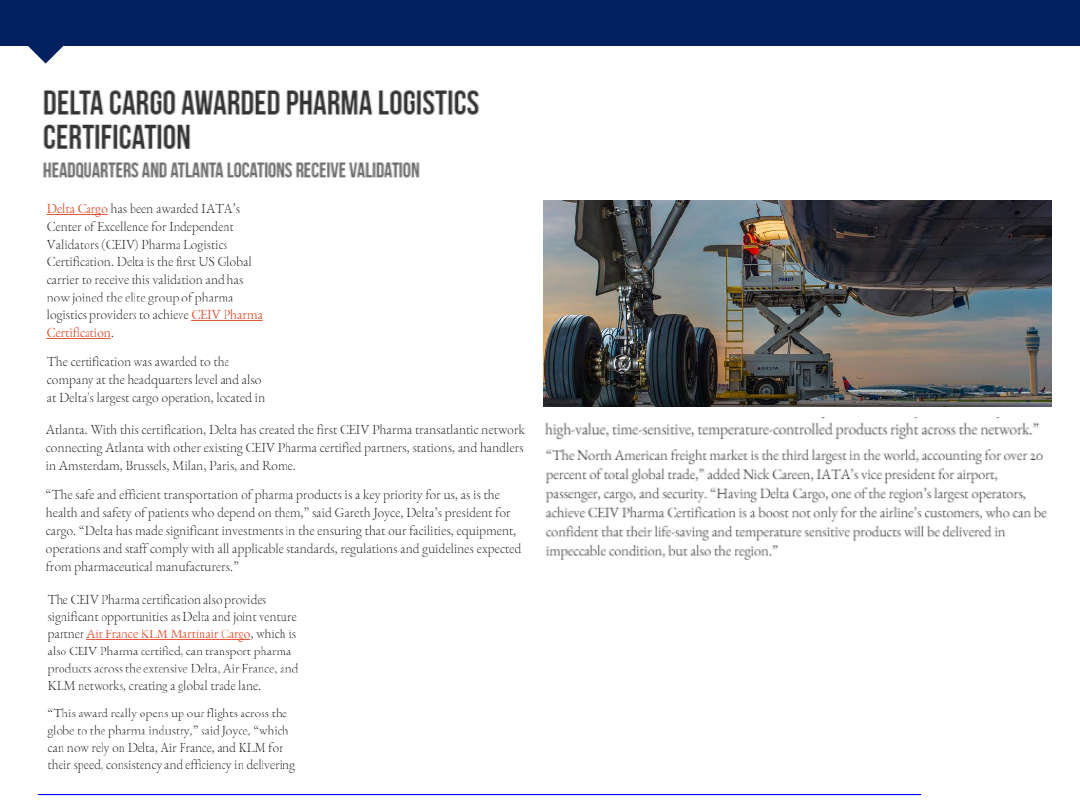 DELTA CARGO AWARDED PHARMA LOGISTICS
CERTIFICATION
HEADQUARTERS AND ATLANTA LOCATIONS RECEIVE VALIDATION
Delta Cargo has been awarded IATA’s
Center of Excellence for Independent
Validators (CEIV) Pharma Logistics
Certification. Delta is the first US Global
carrier to receive this validation and has
now joined the elite group of pharma
logistics providers to achieve CEIV Pharma
Certification.
The certification was awarded to the
company at the headquarters level and also
at Delta's largest cargo operation, located in
Atlanta. With this certification, Delta has created the first CEIV Pharma transatlantic network
connecting Atlanta with other existing CEIV Pharma certified partners, stations, and handlers
in Amsterdam, Brussels, Milan, Paris, and Rome.
“The safe and efficient transportation of pharma products is a key priority for us, as is the
health and safety of patients who depend on them,” said Gareth Joyce, Delta’s president for
cargo. “Delta has made significant investments in the ensuring that our facilities, equipment,
operations and staff comply with all applicable standards, regulations and guidelines expected
from pharmaceutical manufacturers.”
The CEIV Pharma certification also provides
significant opportunities as Delta and joint venture
partner Air France KLM Martinair Cargo, which is
also CEIV Pharma certified, can transport pharma
products across the extensive Delta, Air France, and
KLM networks, creating a global trade lane.
“This award really opens up our flights across the
globe to the pharma industry,” said Joyce, “which
can now rely on Delta, Air France, and KLM for
their speed, consistency and efficiency in delivering
DELTA
high-value, time-sensitive, temperature-controlled products right across the network.”
“The North American freight market is the third largest in the world, accounting for over 20
percent of total global trade,” added Nick Careen, IATA’s vice president for airport,
passenger, cargo, and security. “Having Delta Cargo, one of the region’s largest operators,
achieve CEIV Pharma Certification is a boost not only for the airline’s customers, who can be
confident that their life-saving and temperature sensitive products will be delivered in
impeccable condition, but also the region.”